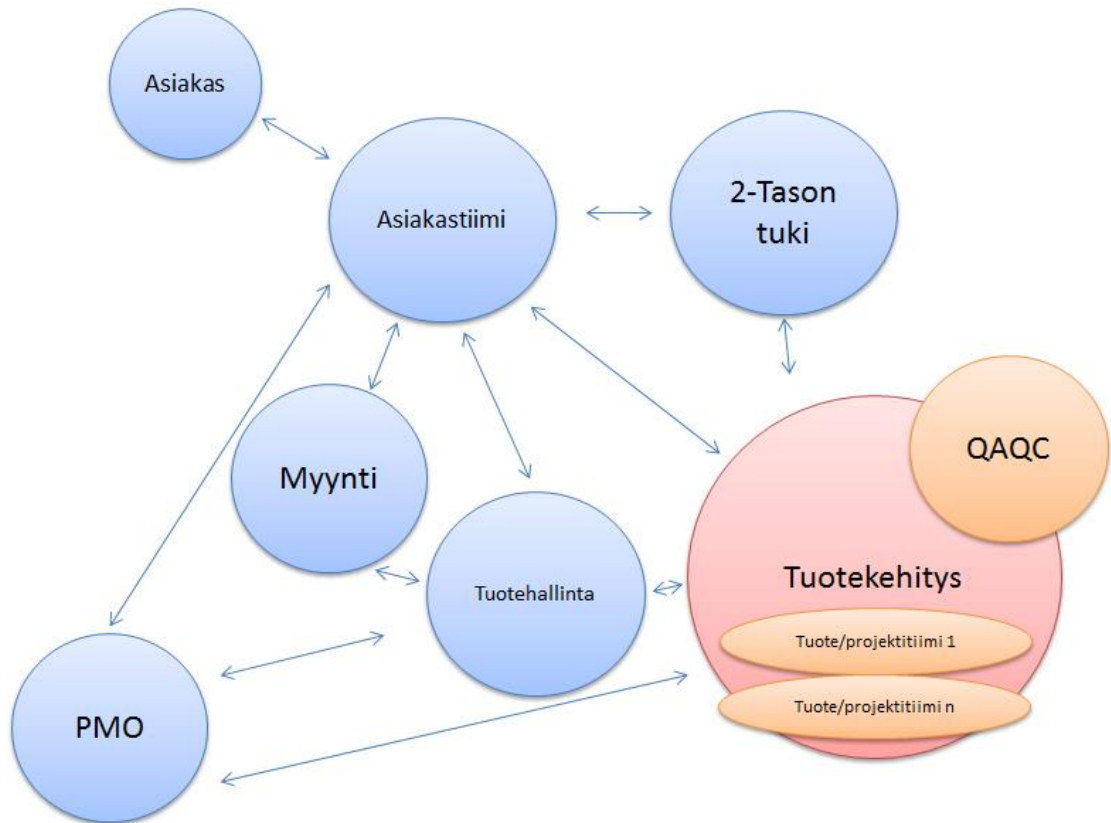 Asiakas
Asiakastiimi
2-Tason
tuki
QAQC
Myynti
Tuotekehitys
Tuotehallinta
Tuote/projektitiimi 1
Tuote/projektitiimi n
PMO